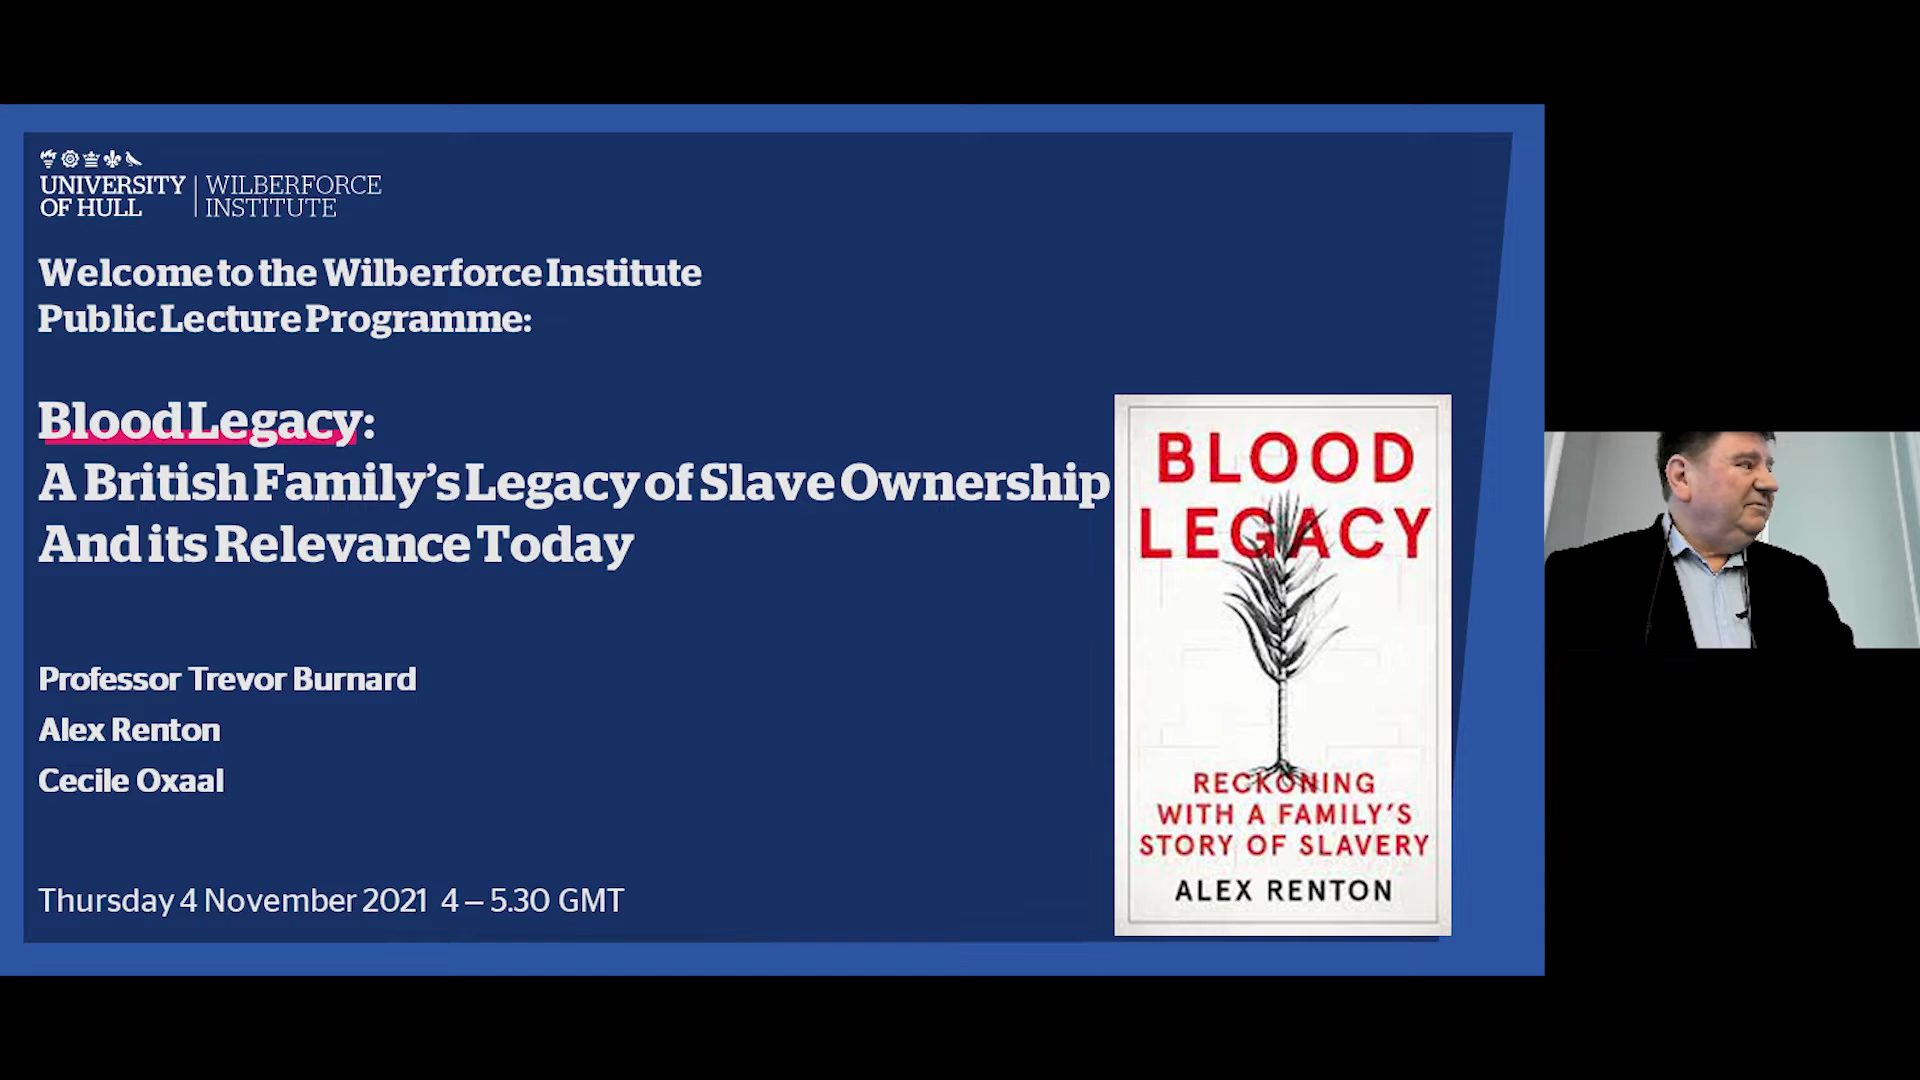 UNIVERSITY
OF HULL
WILBERFORCE
INSTITUTE
Welcome to the Wilberforce Institute
Public Lecture Programme:
Blood Legacy:
A British Family’s Legacy of Slave Ownership
And its Relevance Today
Professor Trevor Burnard
Alex Renton
Cecile Oxaal
Thursday 4 November 2021 4 – 5.30 GMT
BLOOD
LEGACY
RECKONING
WITH A FAMILY’S
STORY OF SLAVERY
ALEX RENTON